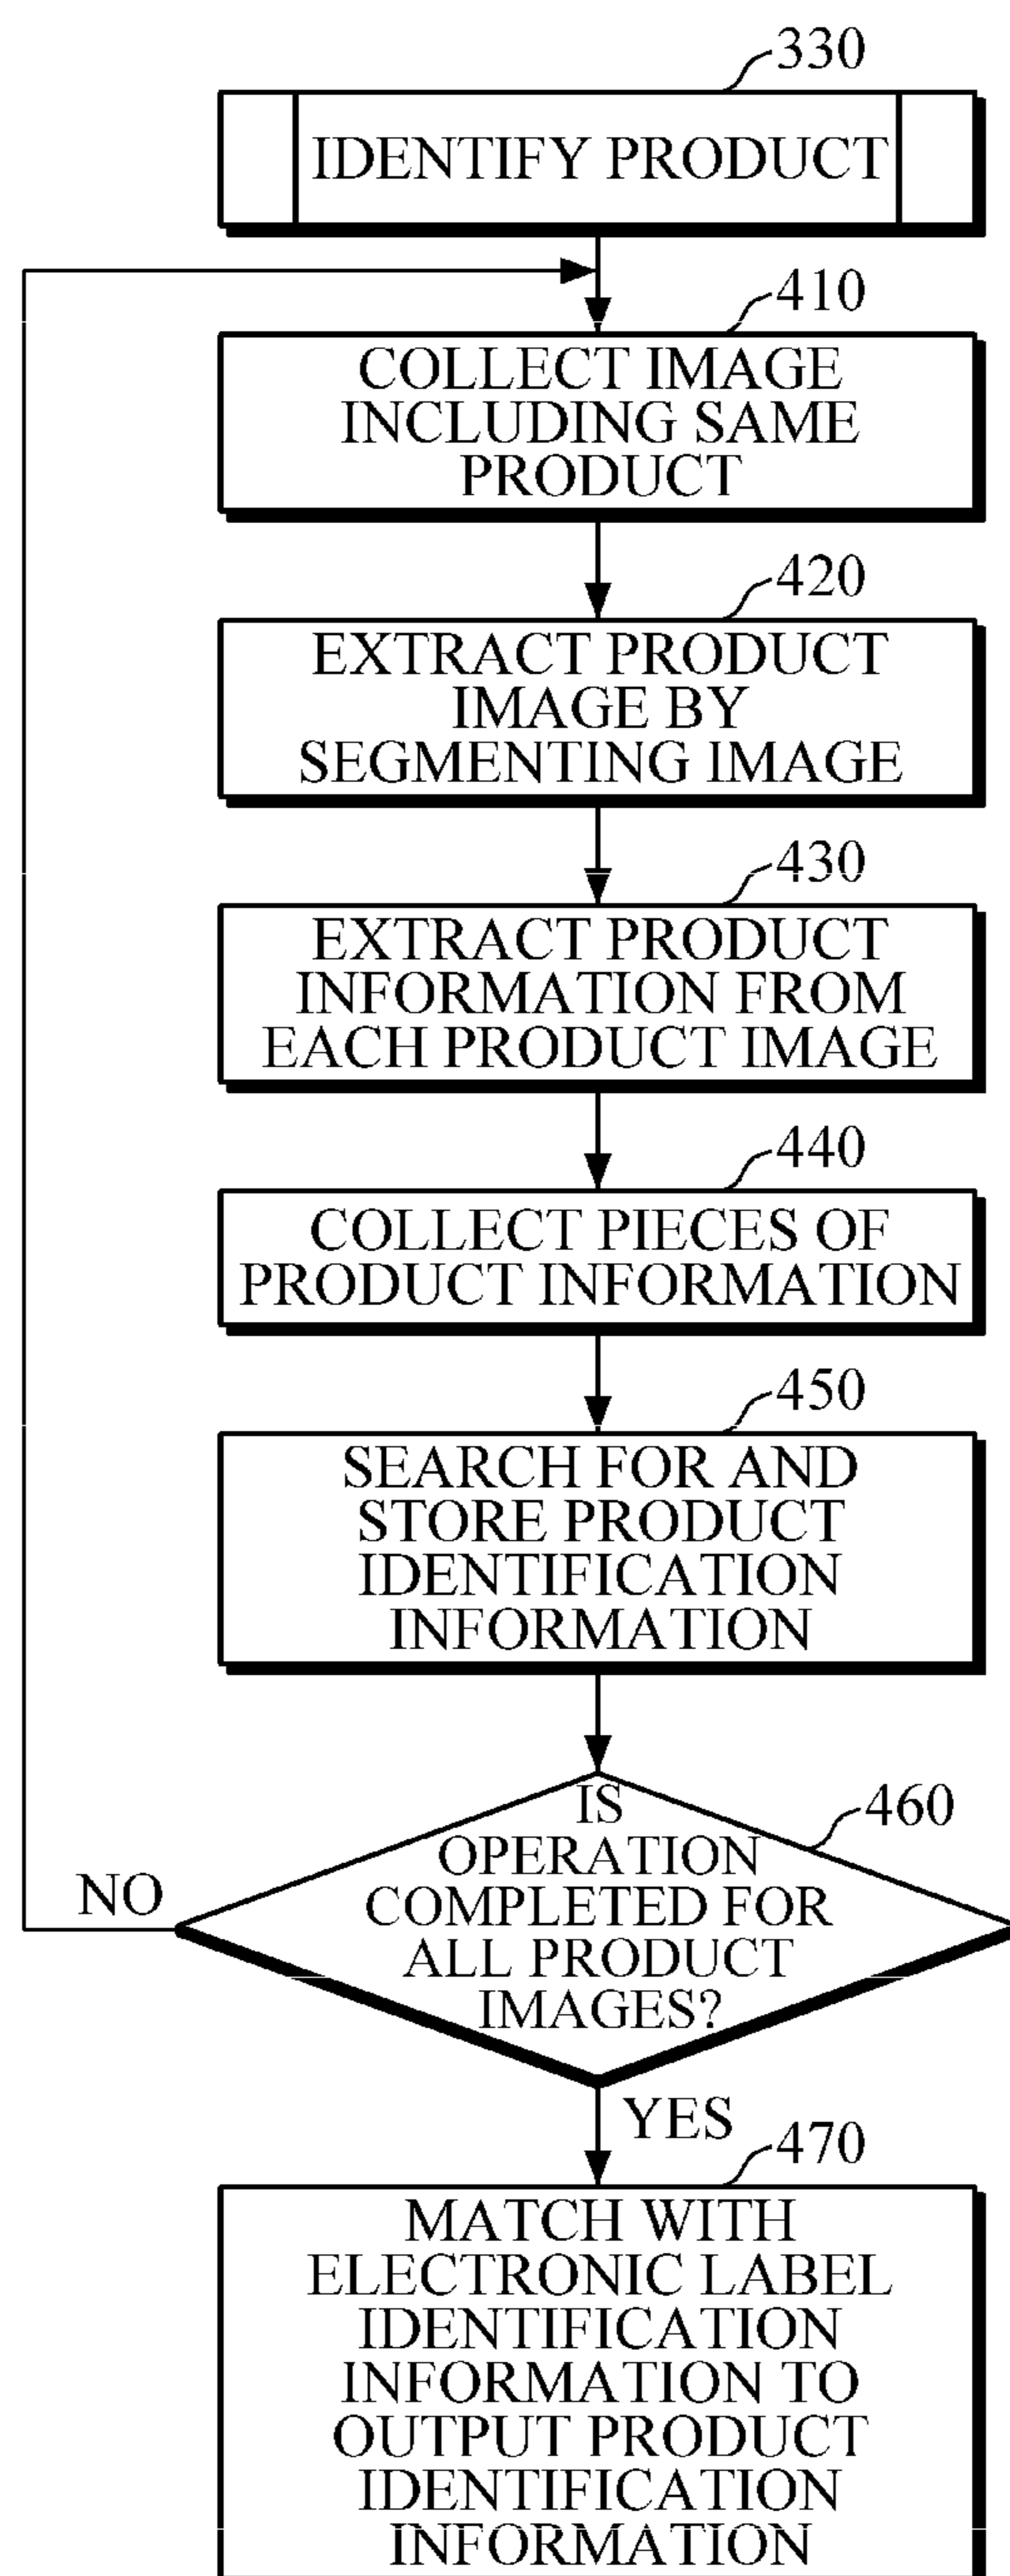 330
IDENTIFY PRODUCT
410
COLLECT IMAGE
INCLUDING SAME
PRODUCT
420
EXTRACT PRODUCT
IMAGE BY
SEGMENTING IMAGE
430
EXTRACT PRODUCT
INFORMATION FROM
EACH PRODUCT IMAGE
440
COLLECT PIECES OF
PRODUCT INFORMATION
450
SEARCH FOR AND
STORE PRODUCT
IDENTIFICATION
INFORMATION
460
IS
OPERATION
COMPLETED FOR
ALL PRODUCT
IMAGES?
NO
YES
470
MATCH WITH
ELECTRONIC LABEL
IDENTIFICATION
INFORMATION TO
OUTPUT PRODUCT
IDENTIFICATION
INFORMATION